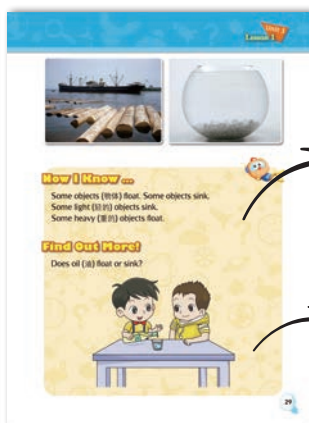 Unit 3
Lesson 1
Now I Know ...
Some objects (物体) float. Some objects sink.
Some light (轻的) objects sink.
Some heavy (重的) objects float.
Find Out More!
Does oil (油) float or sink?
29